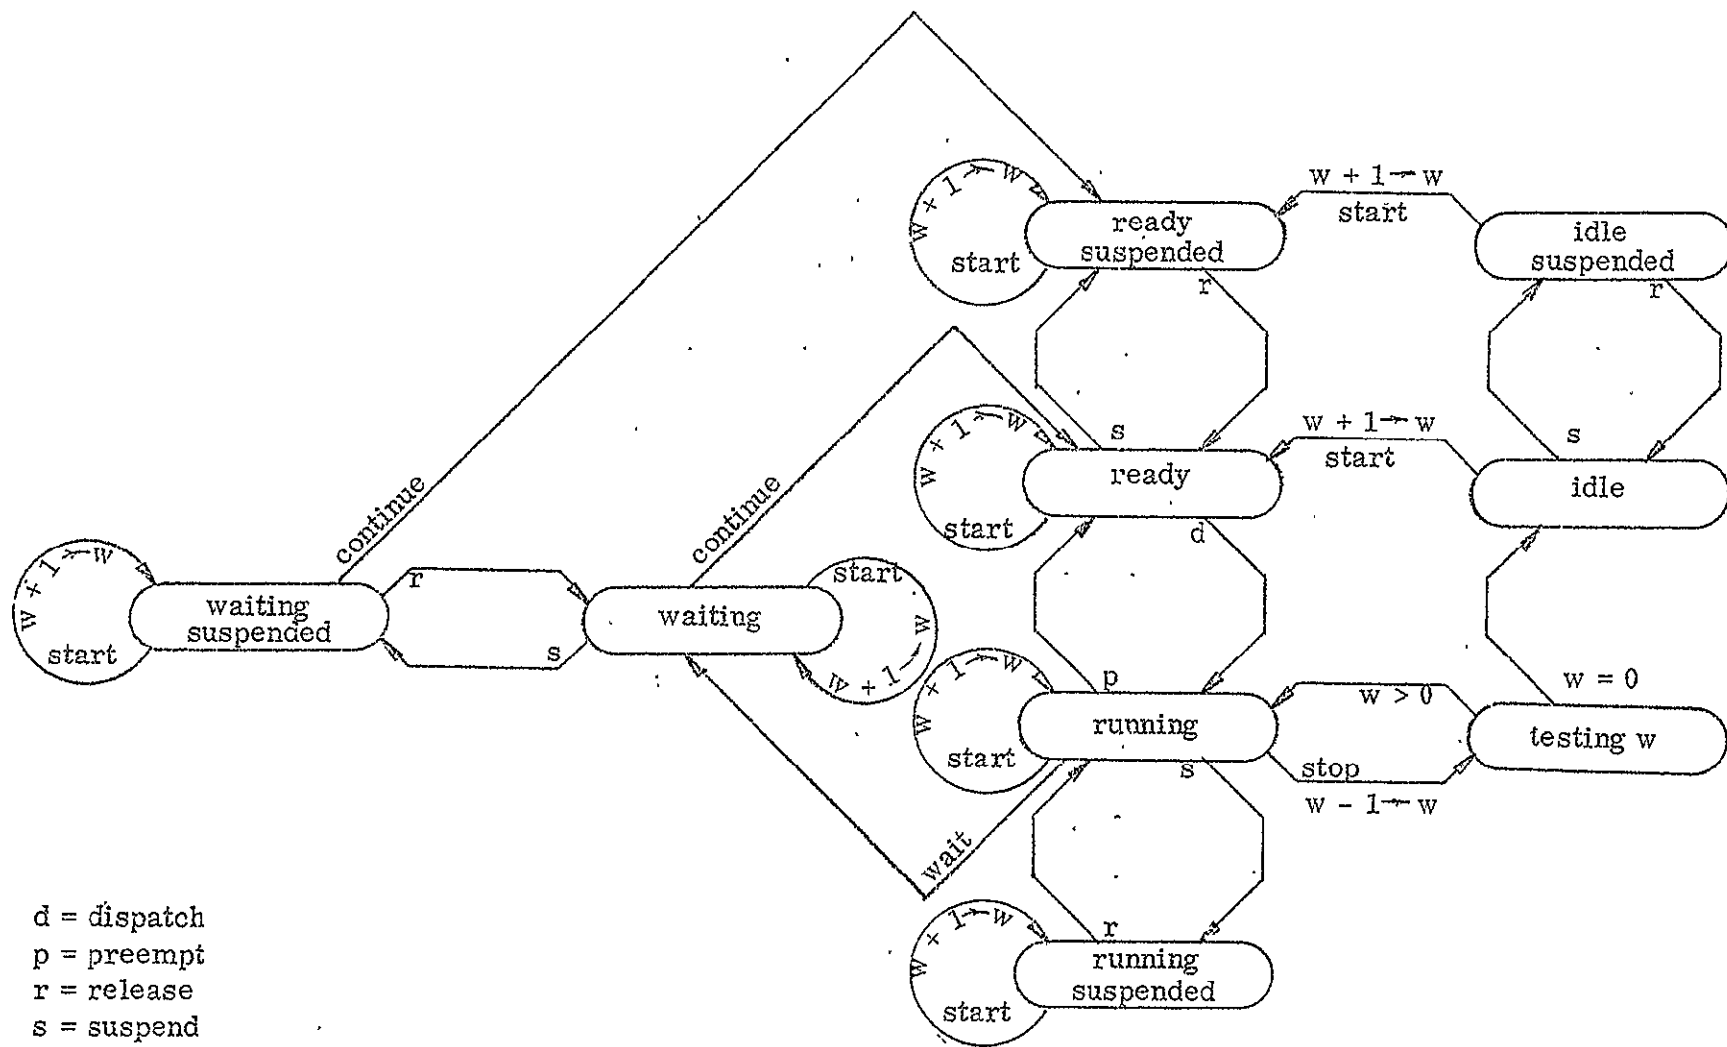 w + 1 → w
start
ready
suspended
r
w + 1 → w
start
idle
suspended
r
continue
continue
w + 1 → w
start
s
ready
d
w + 1 → w
start
s
idle
w + 1 → w
start
waiting
suspended
r
s
waiting
start
w + 1 → w
w + 1 → w
start
p
running
s
w > 0
stop
w - 1 → w
w = 0
testing w
wait
w + 1 → w
start
r
running
suspended
d = dispatch
p = preempt
r = release
s = suspend